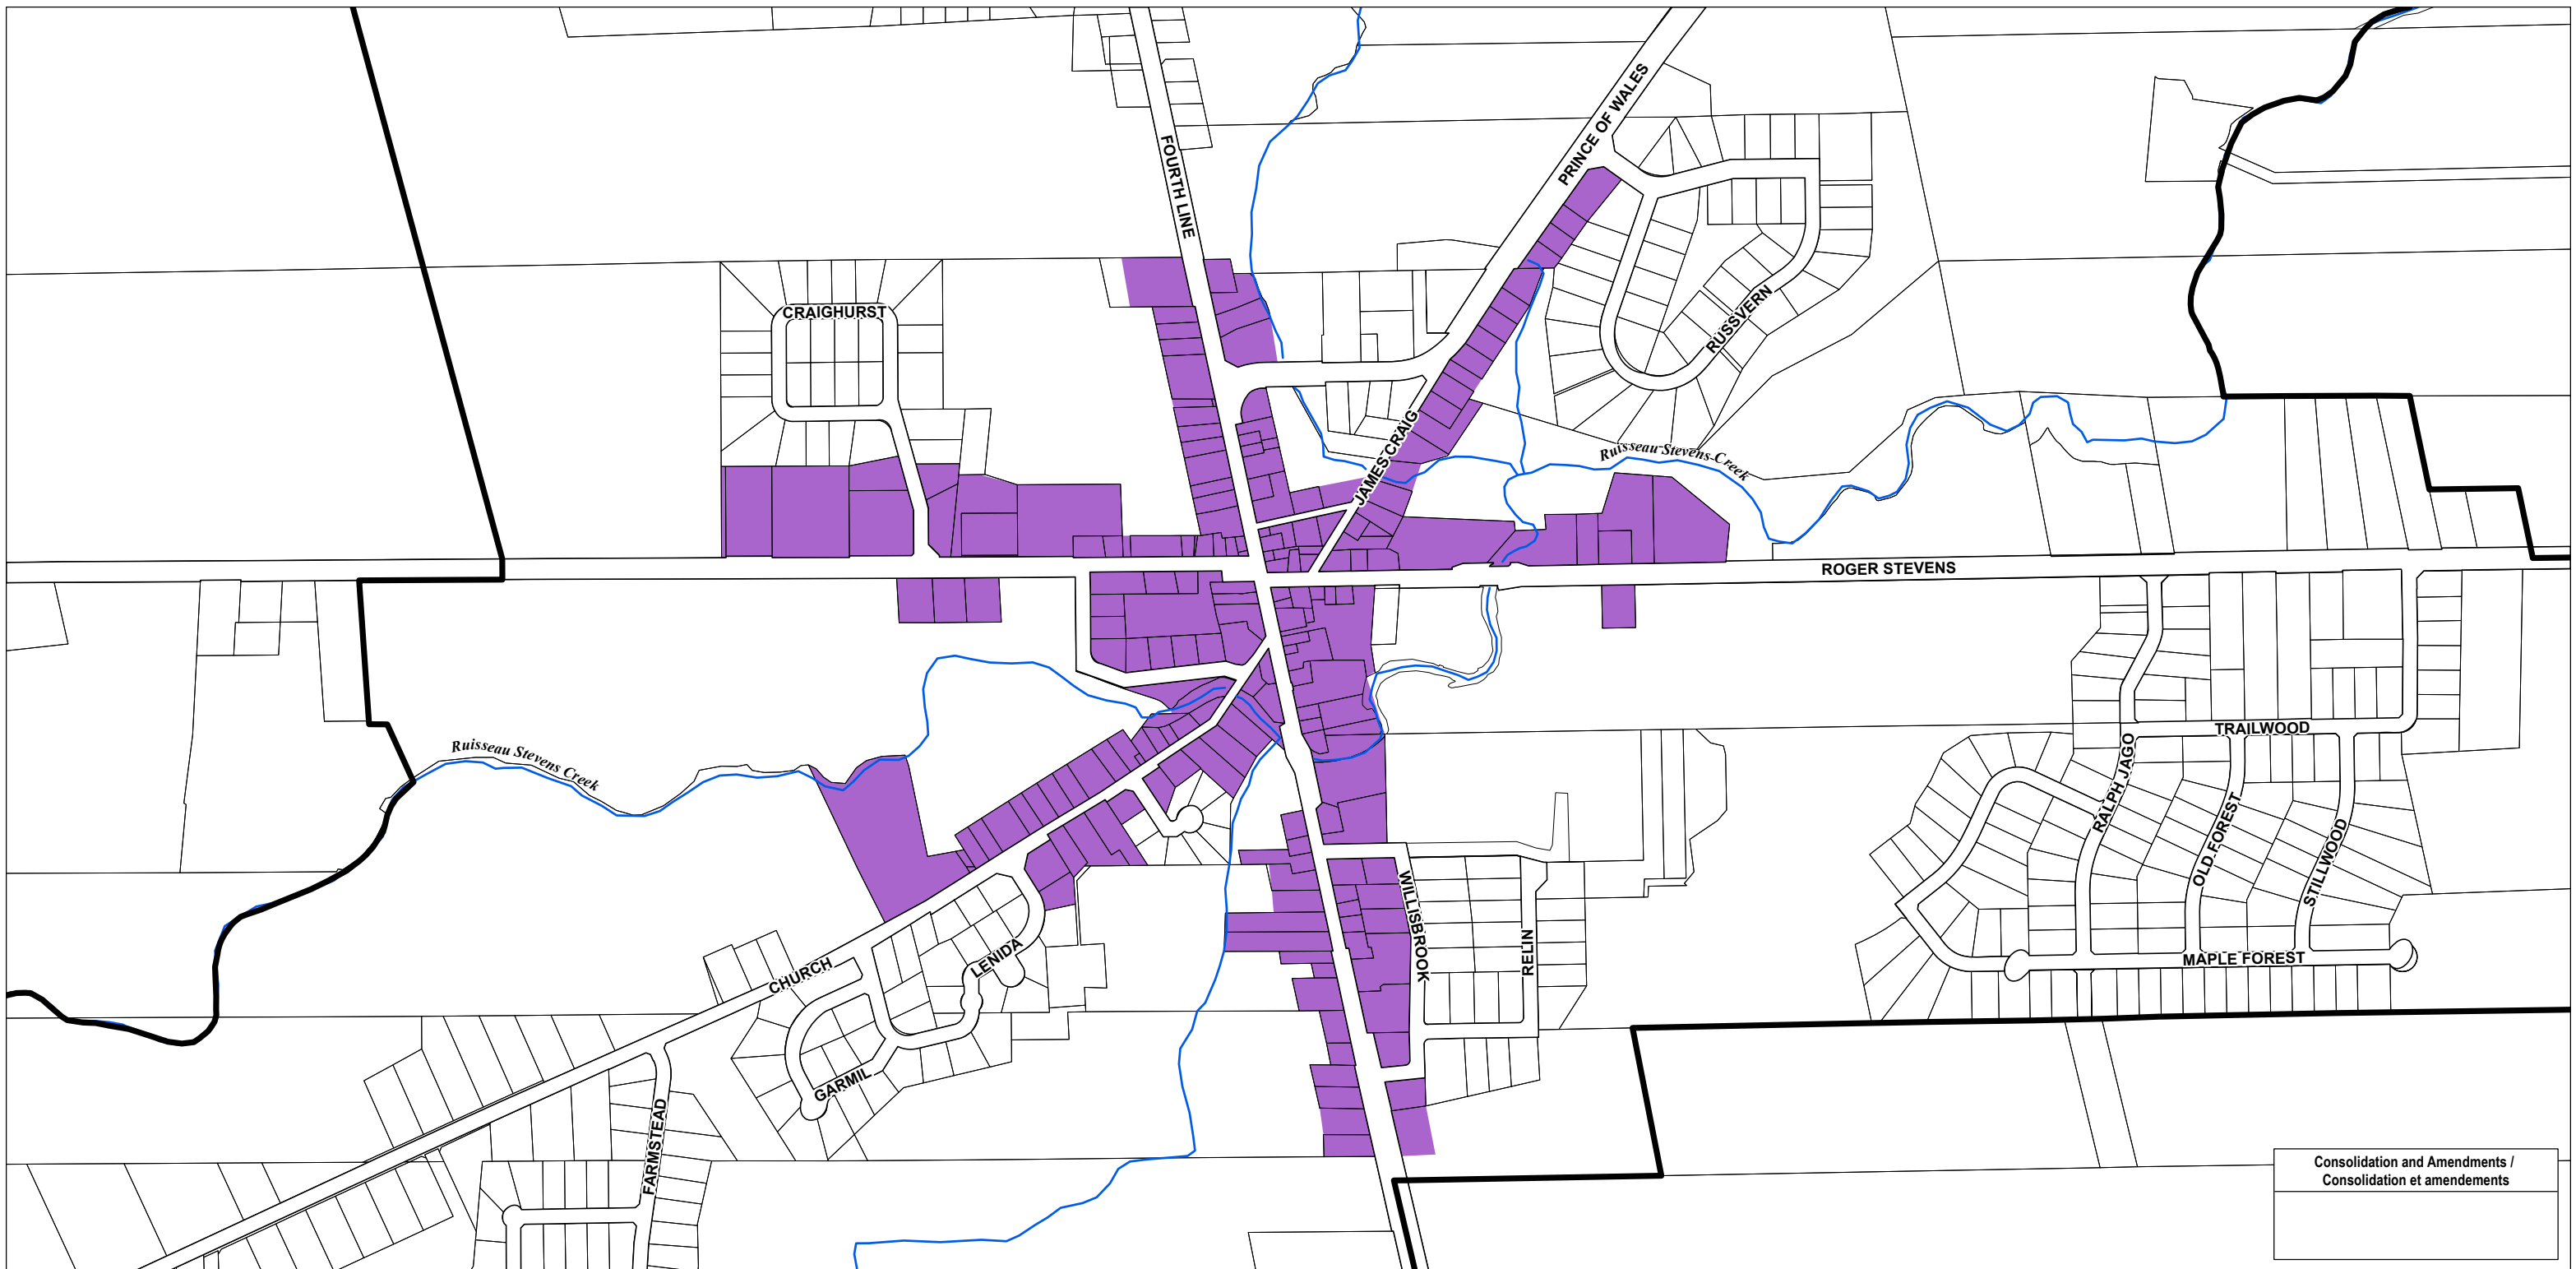 PRINCE OF WALES
FOURTH LINE
CRAIGHURST
RUSSVERN
JAMES CRAIG
Ruisseau Stevens Creek
ROGER STEVENS
Ruisseau Stevens Creek
TRAILWOOD
RALPH JAGO
OLD FOREST
STILLWOOD
WILLISBROOK
RELIN
LENIDA
CHURCH
MAPLE FOREST
GARMIL
FARMSTEAD
Consolidation and Amendments /
Consolidation et amendements